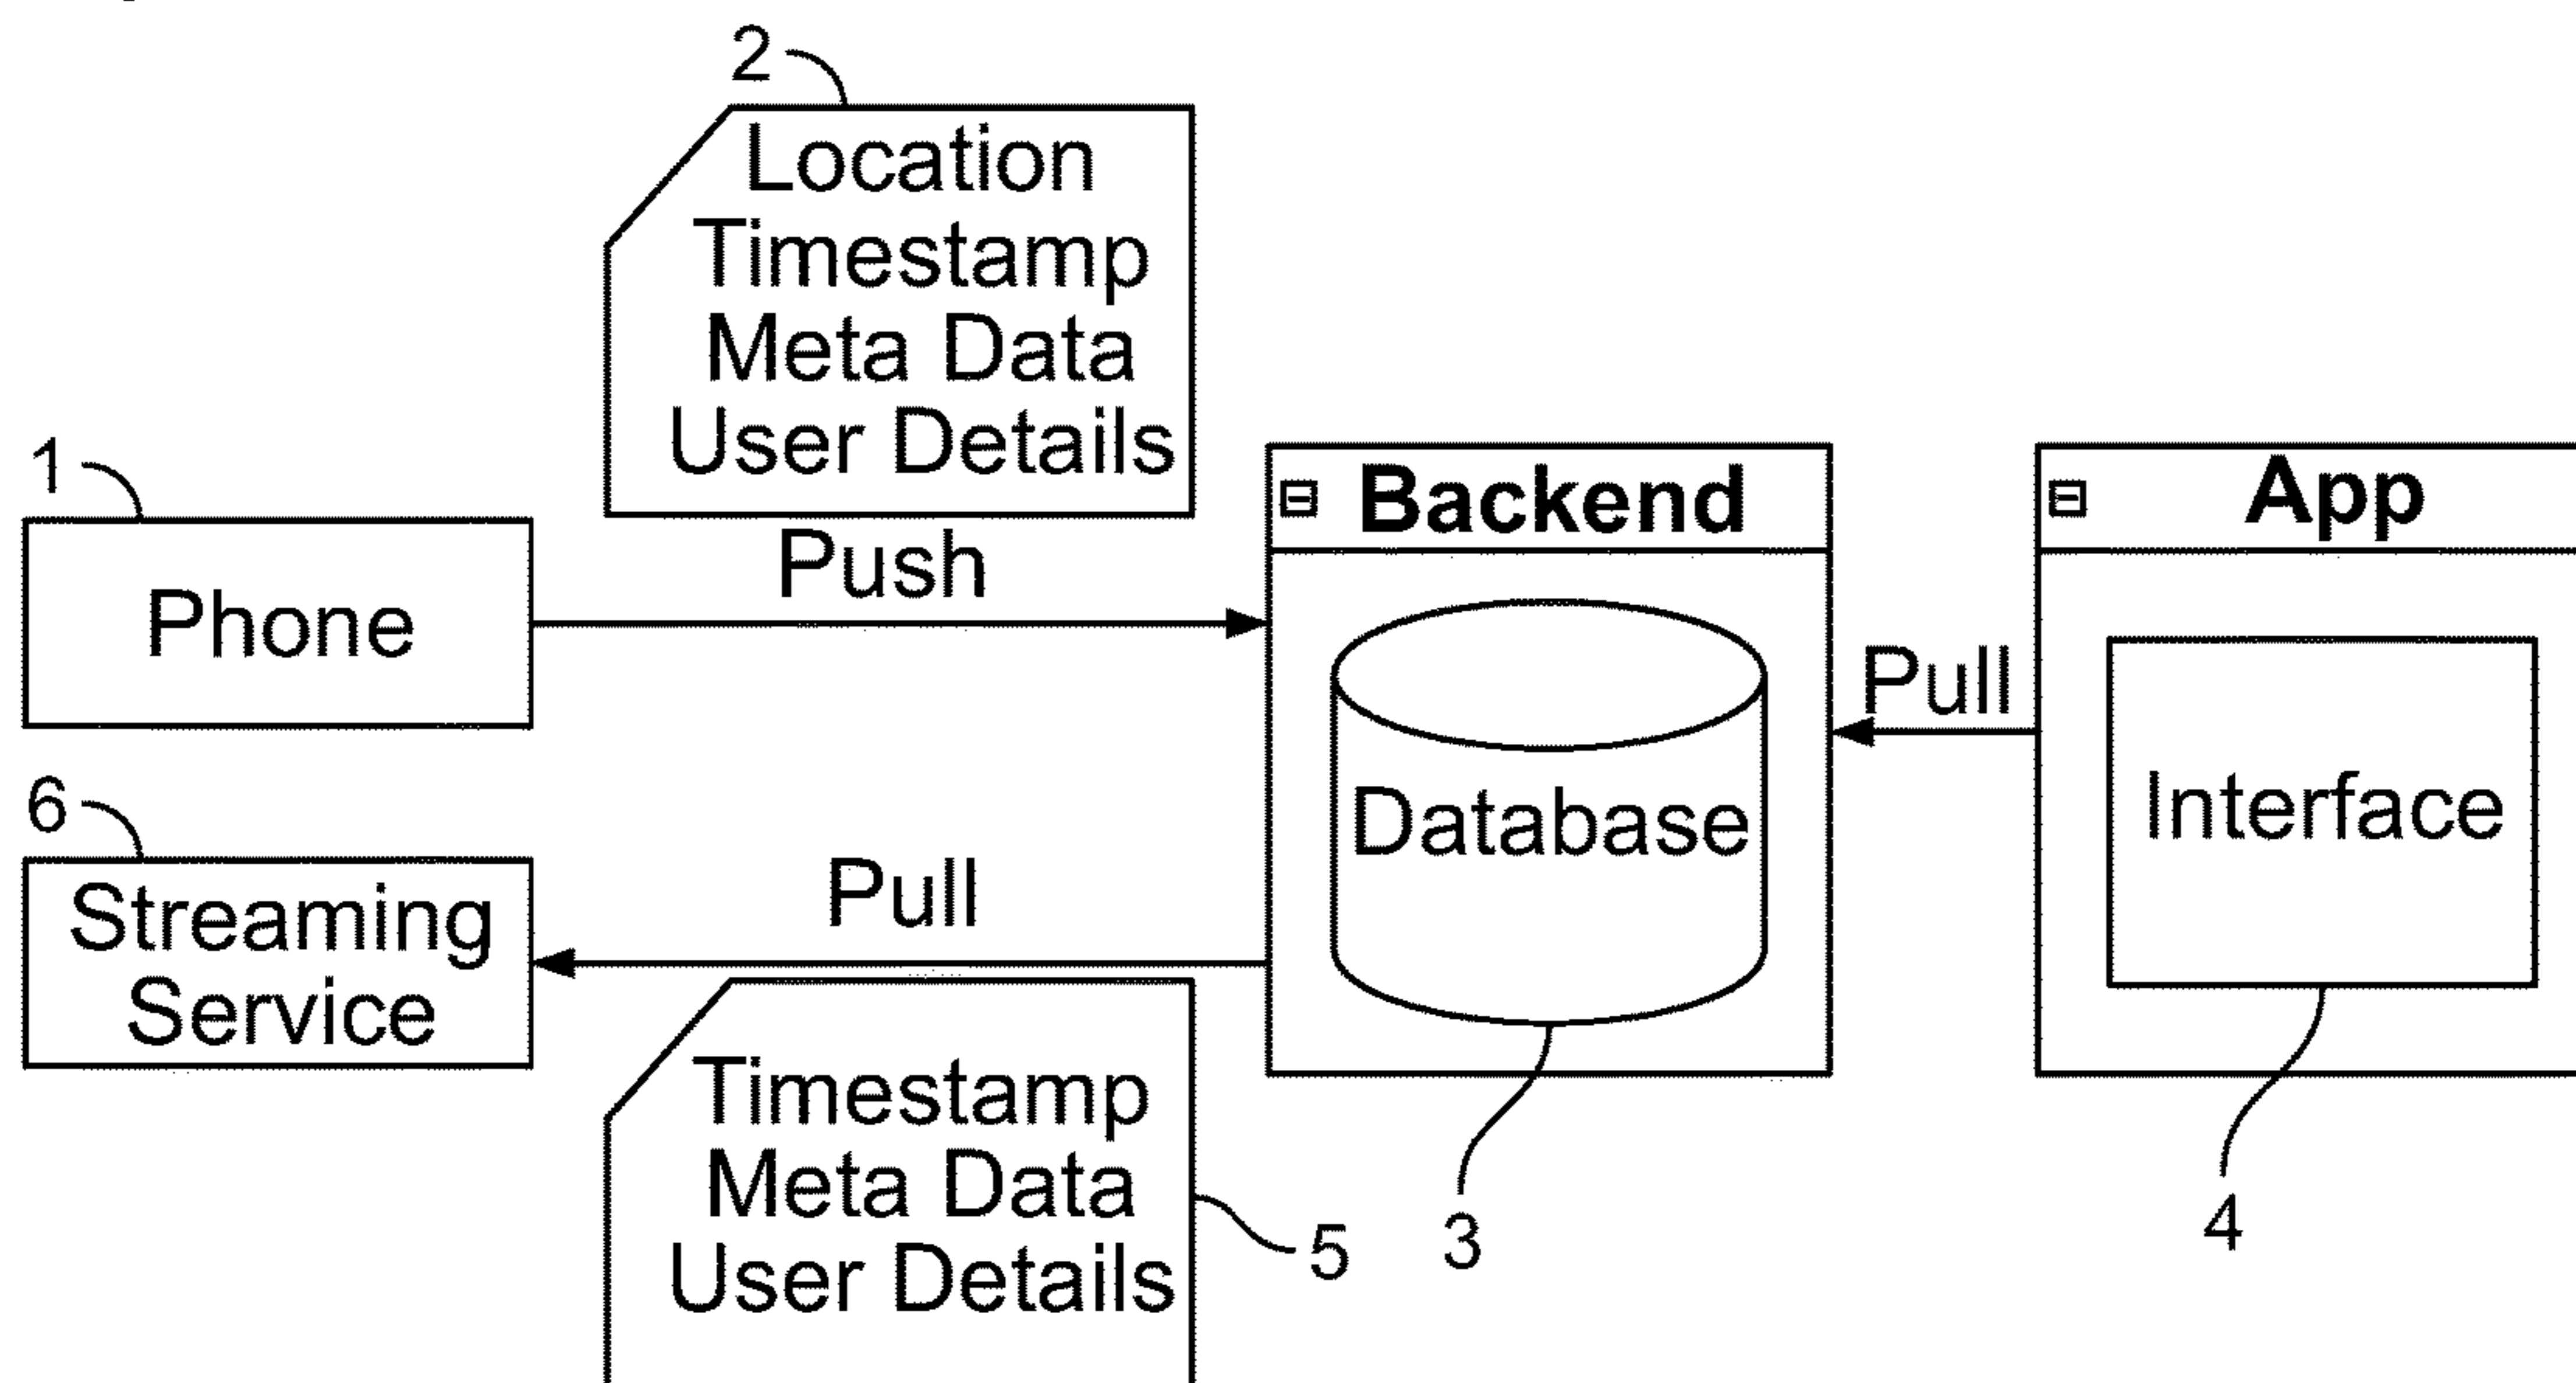 2
Location
Timestamp
Meta Data
User Details
1
Phone
Push
Backend
Database
3
App
Pull
Interface
4
6
Streaming
Service
Pull
Timestamp
Meta Data
User Details
5